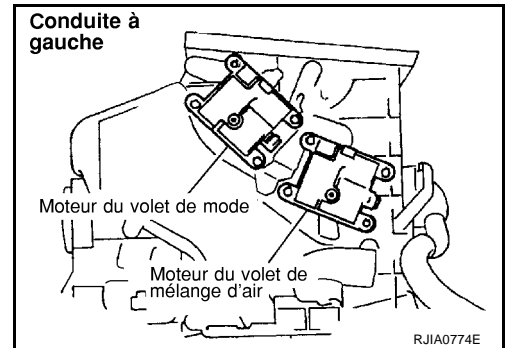 Conduite à
gauche
Moteur du volet de mode
Moteur du volet de
mélange d'air
RJIA0774E